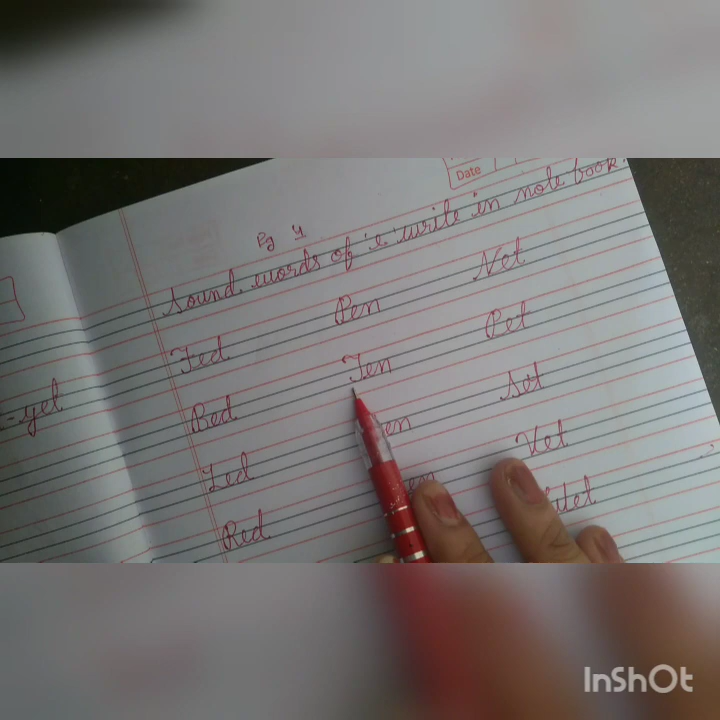 Date
Pg 4
Sound words of 'e' write in note book.
Fed Pen Net
Bed Ten Pet
Led Set
Red Vet
yet
InShOt